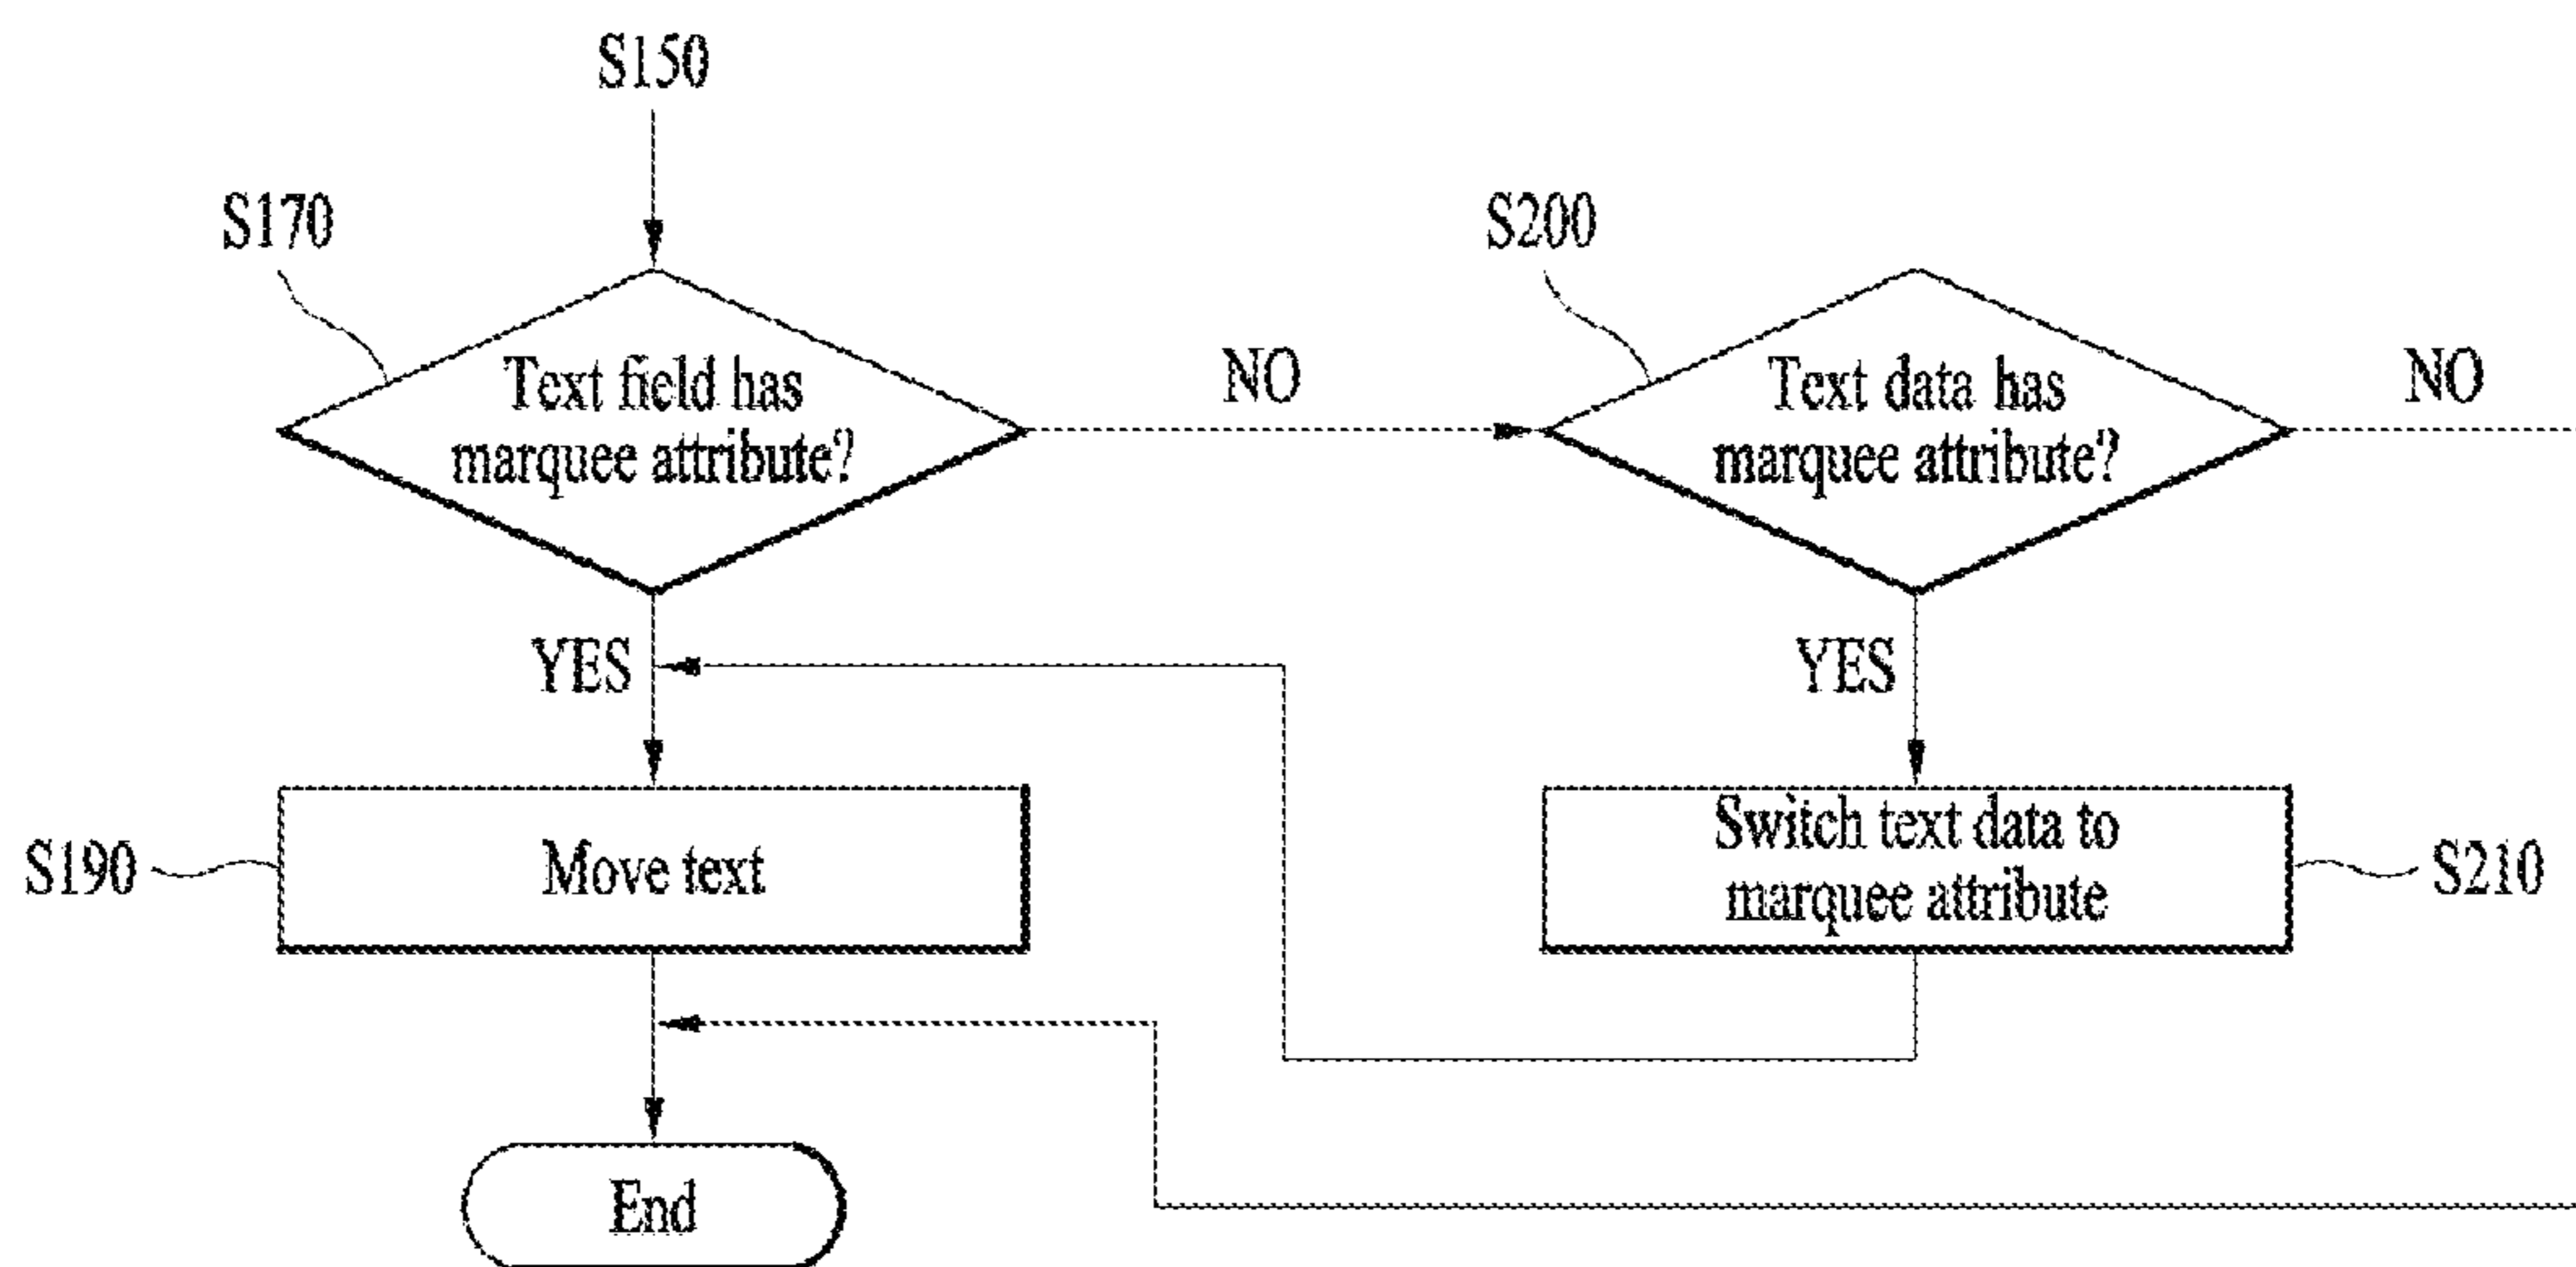 S150
S170
S200
Text field has
marquee attribute?
NO
Text data has
marquee attribute?
NO
YES
YES
S190
Move text
Switch text data to
marquee attribute
S210
End